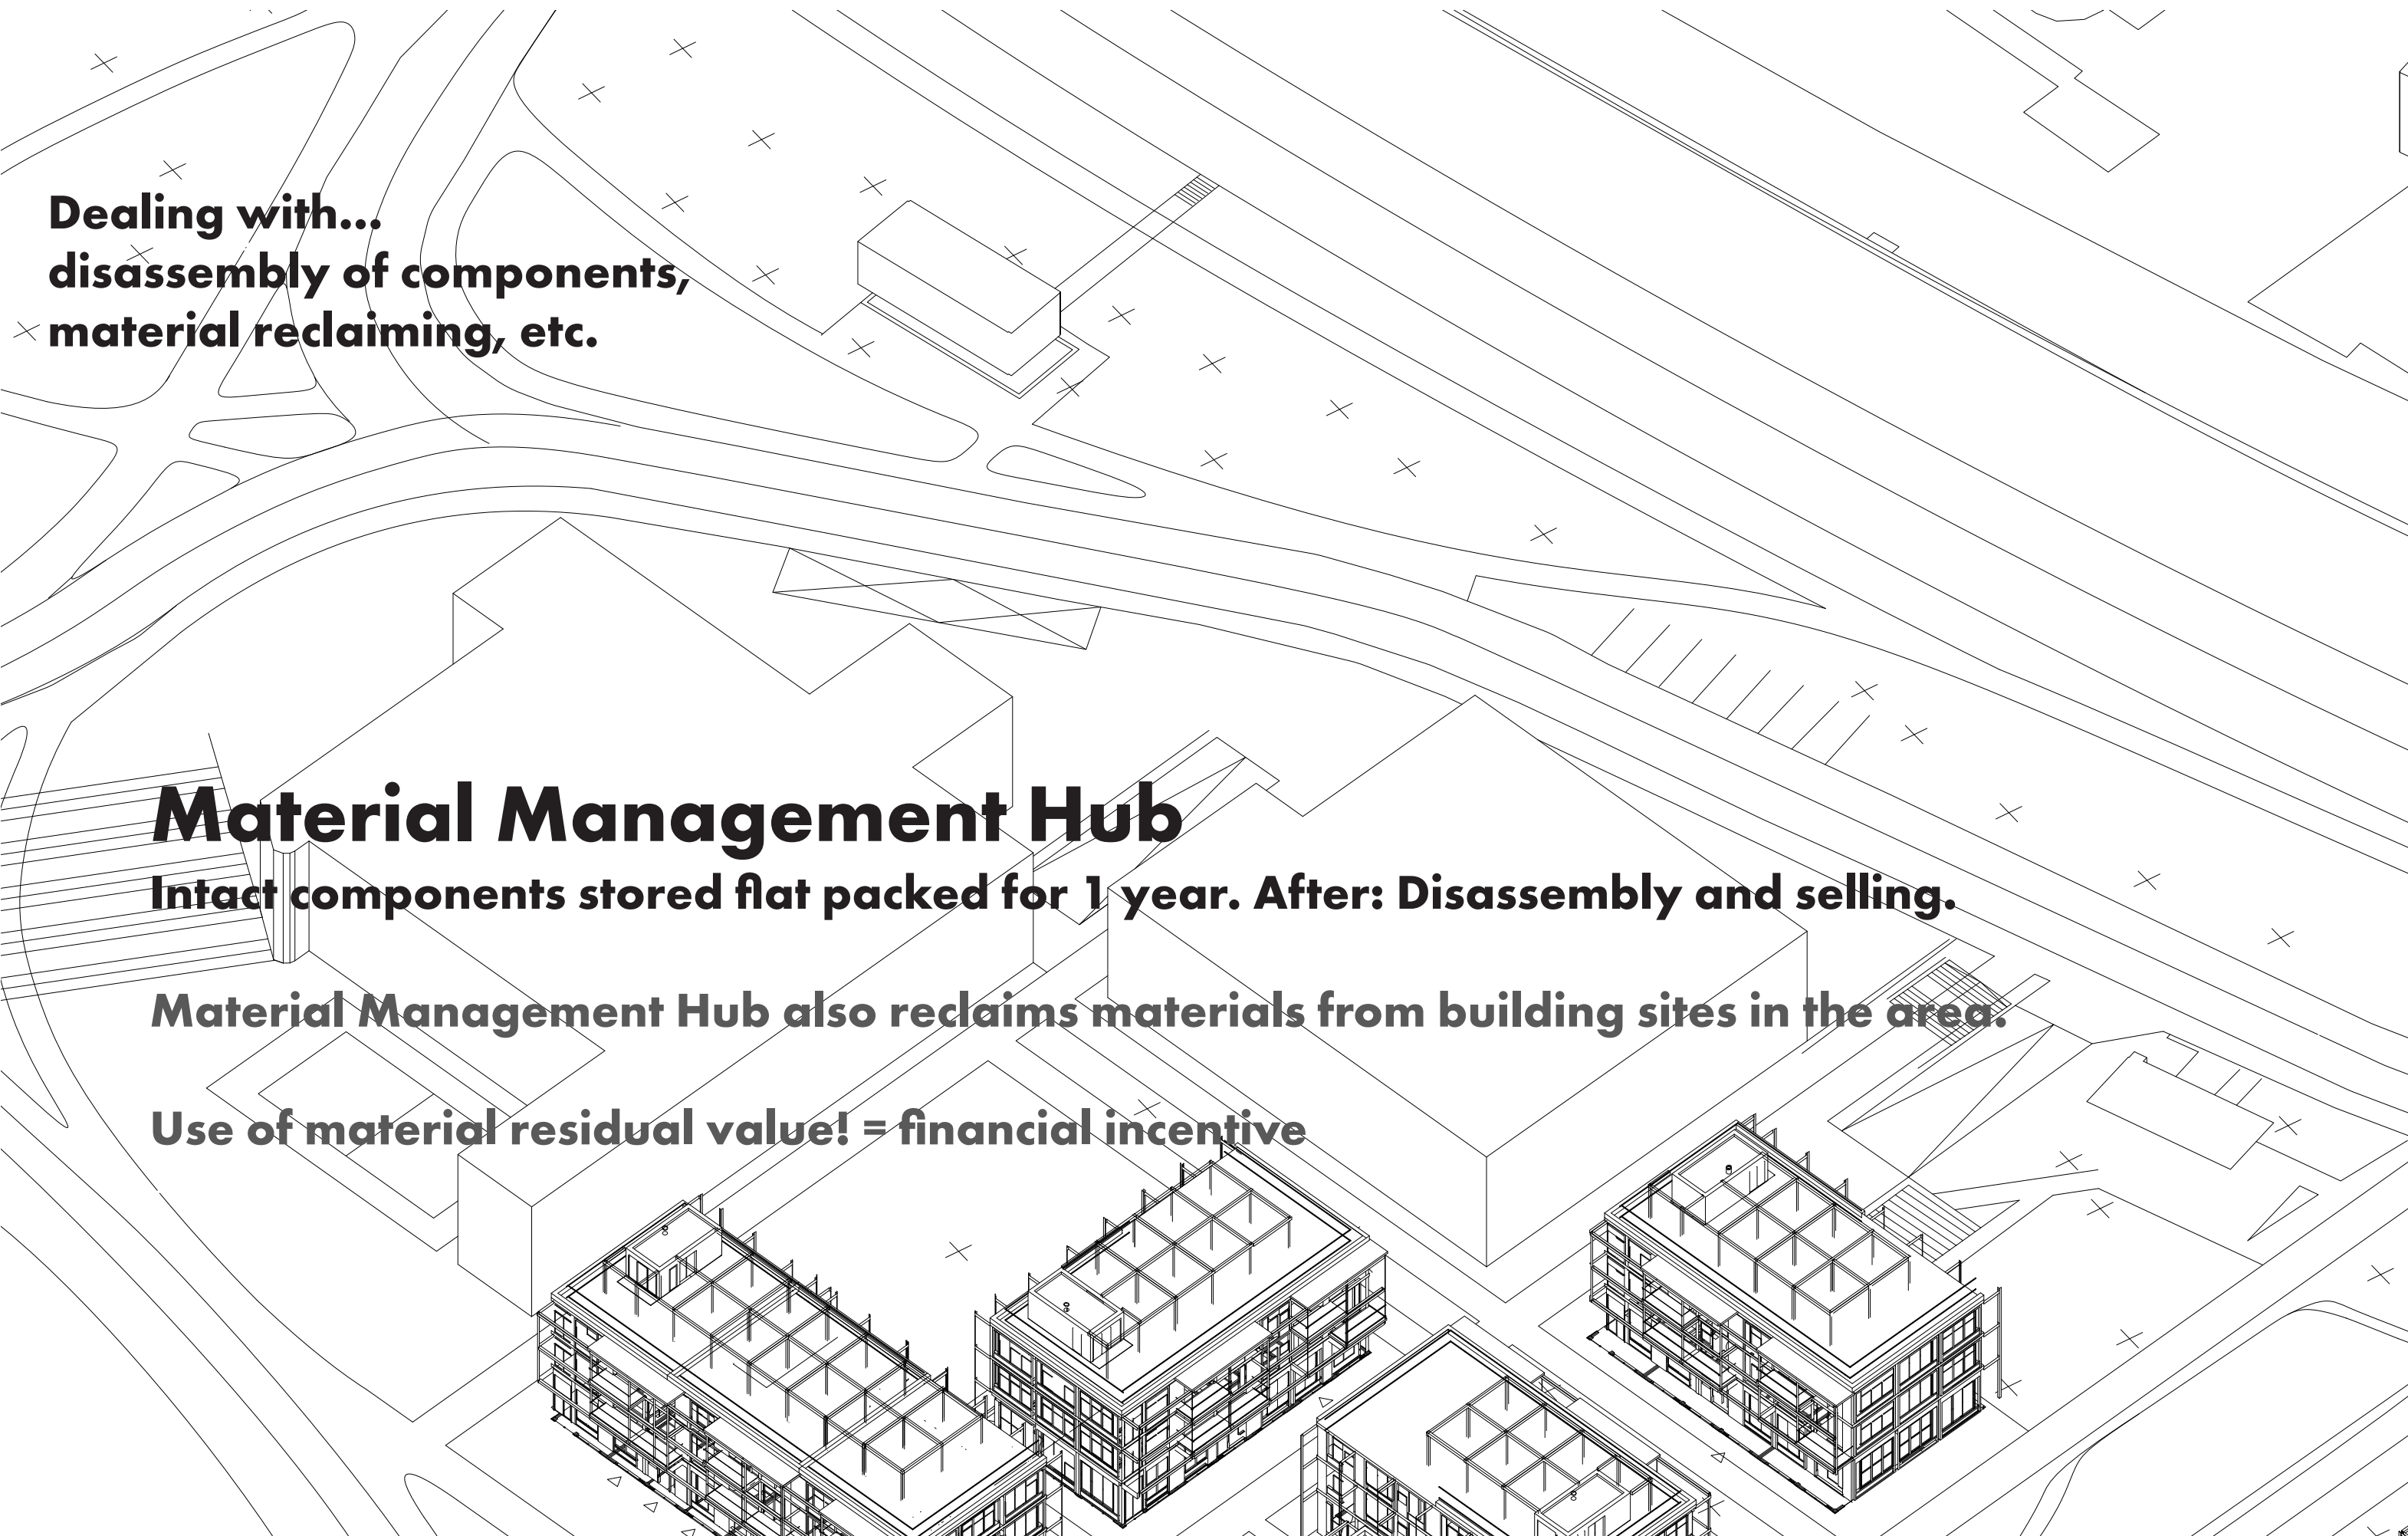 Dealing with...
disassembly of components,
material reclaiming, etc.
Material Management Hub
Intact components stored flat packed for 1 year. After: Disassembly and selling.
Material Management Hub also reclaims materials from building sites in the area.
Use of material residual value! = financial incentive